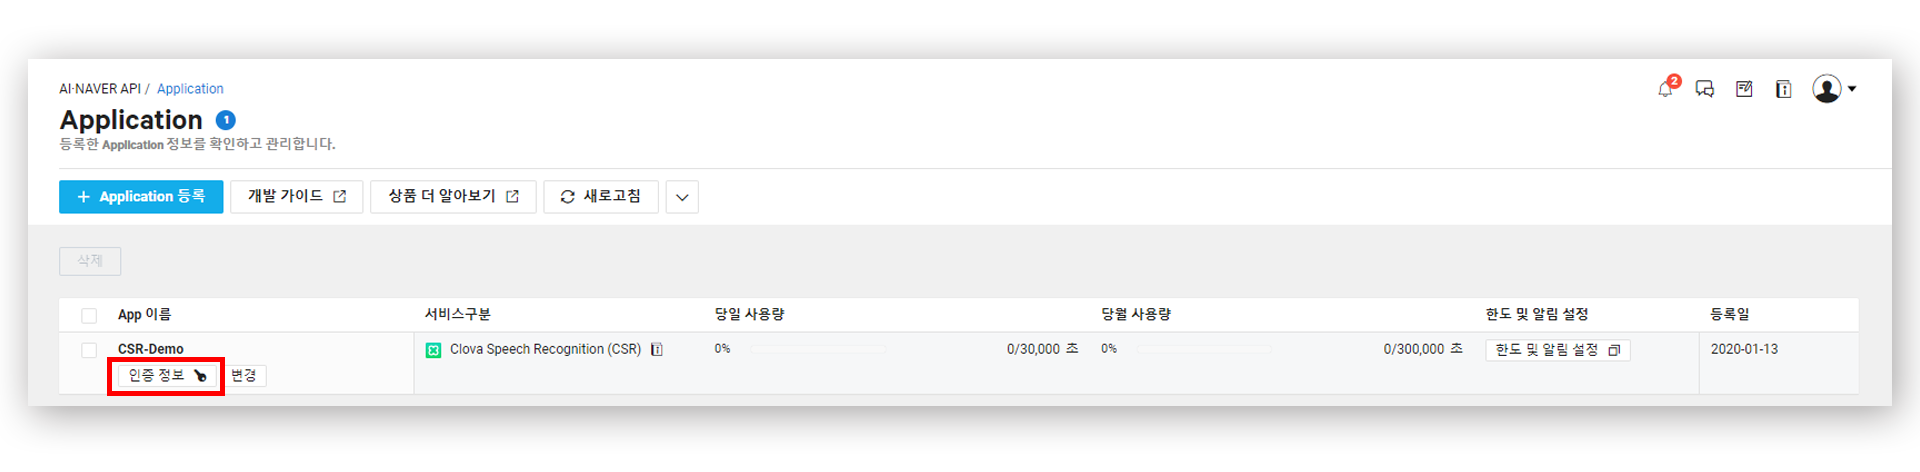 AI·NAVER API / Application
2
Application 1
등록한 Application 정보를 확인하고 관리합니다.
+ Application 등록 개발 가이드 상품 더 알아보기 새로고침
삭제
App 이름 서비스구분 당일 사용량 당월 사용량 한도 및 알림 설정 등록일
CSR-Demo Clova Speech Recognition (CSR) 0% 0/30,000 초 0% 0/300,000 초 한도 및 알림 설정 2020-01-13
인증 정보 변경